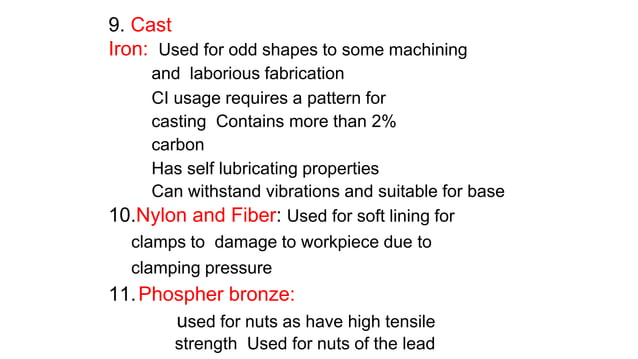 9. Cast
Iron: Used for odd shapes to some machining
and laborious fabrication
CI usage requires a pattern for
casting Contains more than 2%
carbon
Has self lubricating properties
Can withstand vibrations and suitable for base
10.Nylon and Fiber: Used for soft lining for
clamps to damage to workpiece due to
clamping pressure
11. Phospher bronze:
used for nuts as have high tensile
strength Used for nuts of the lead